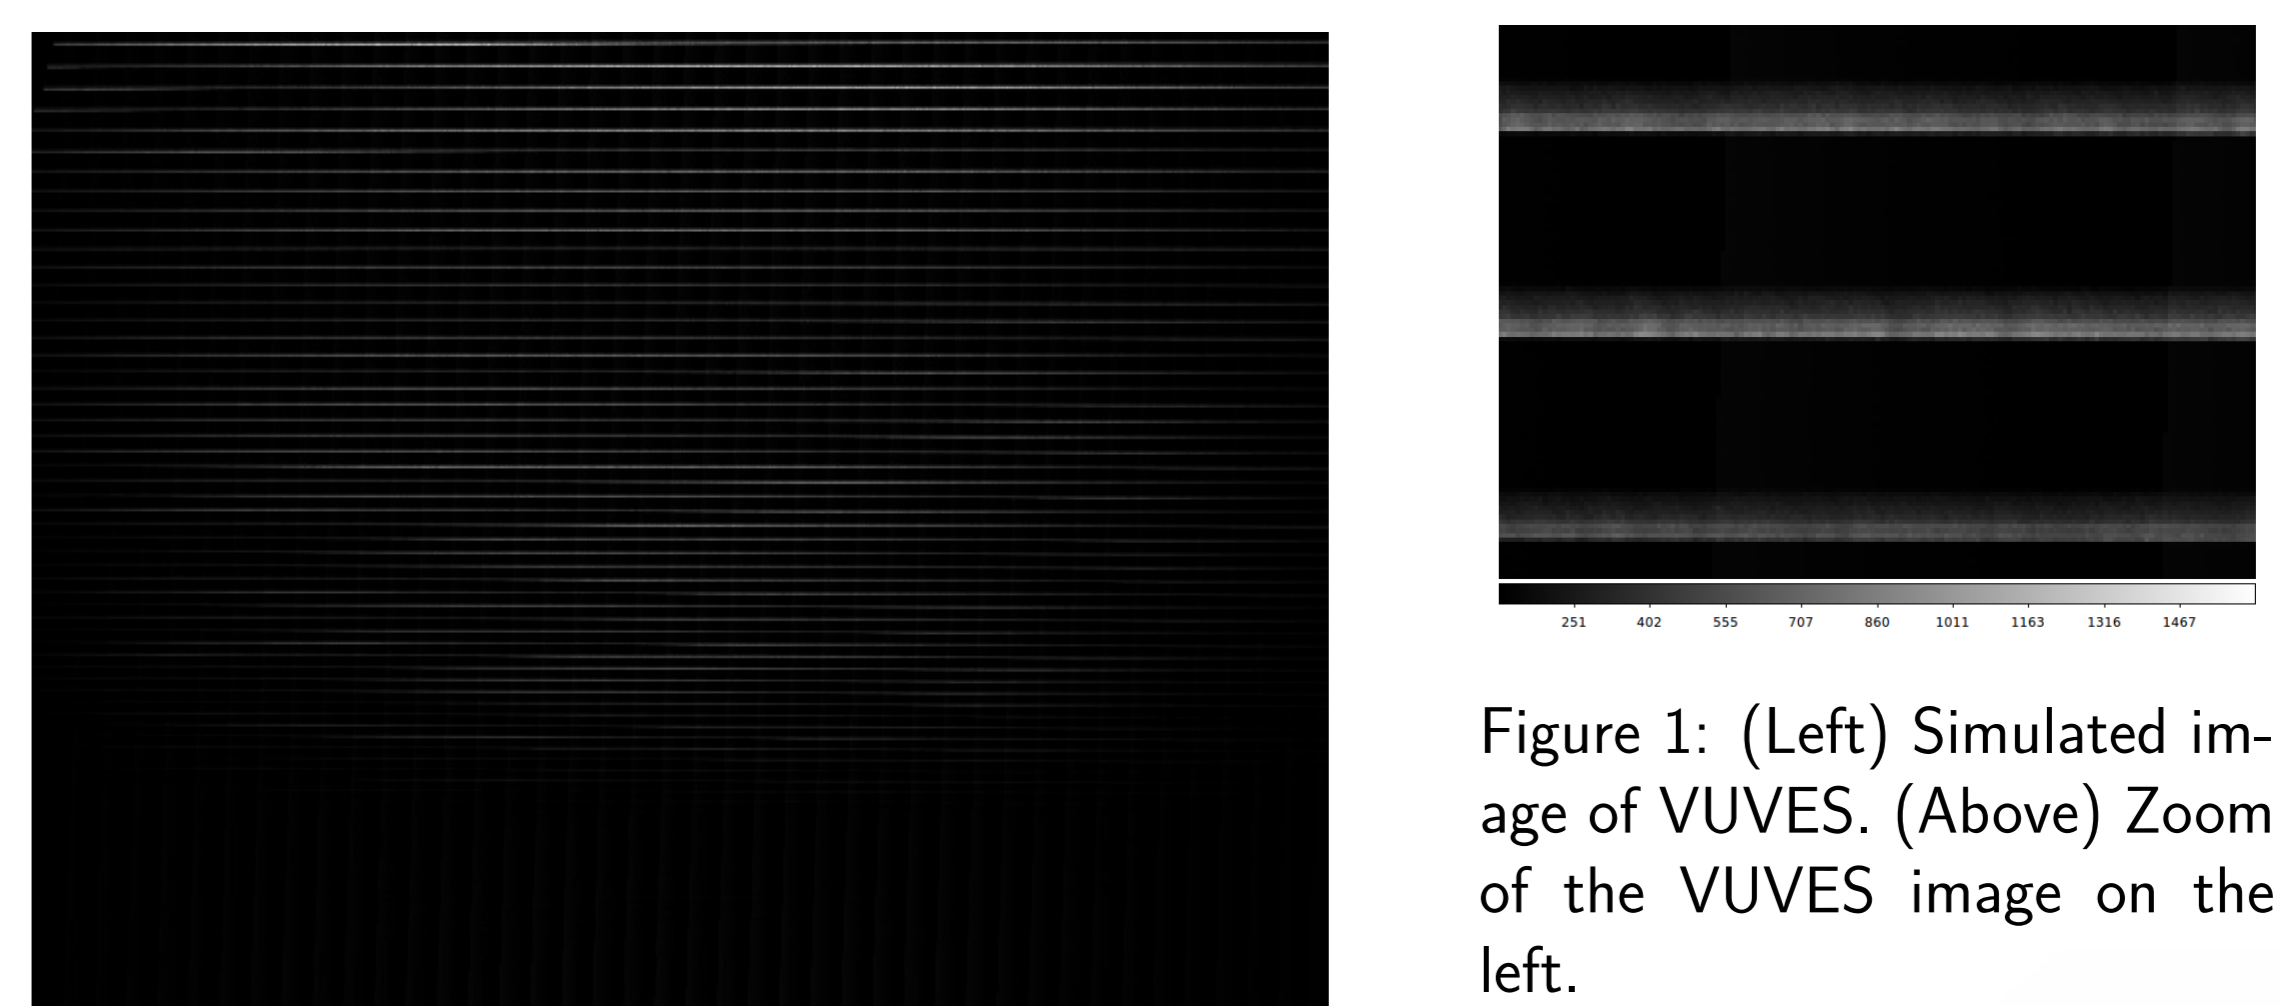 251 402 555 707 860 1011 1163 1316 1467
Figure 1: (Left) Simulated im-
age of VUVES. (Above) Zoom
of the VUVES image on the
left.